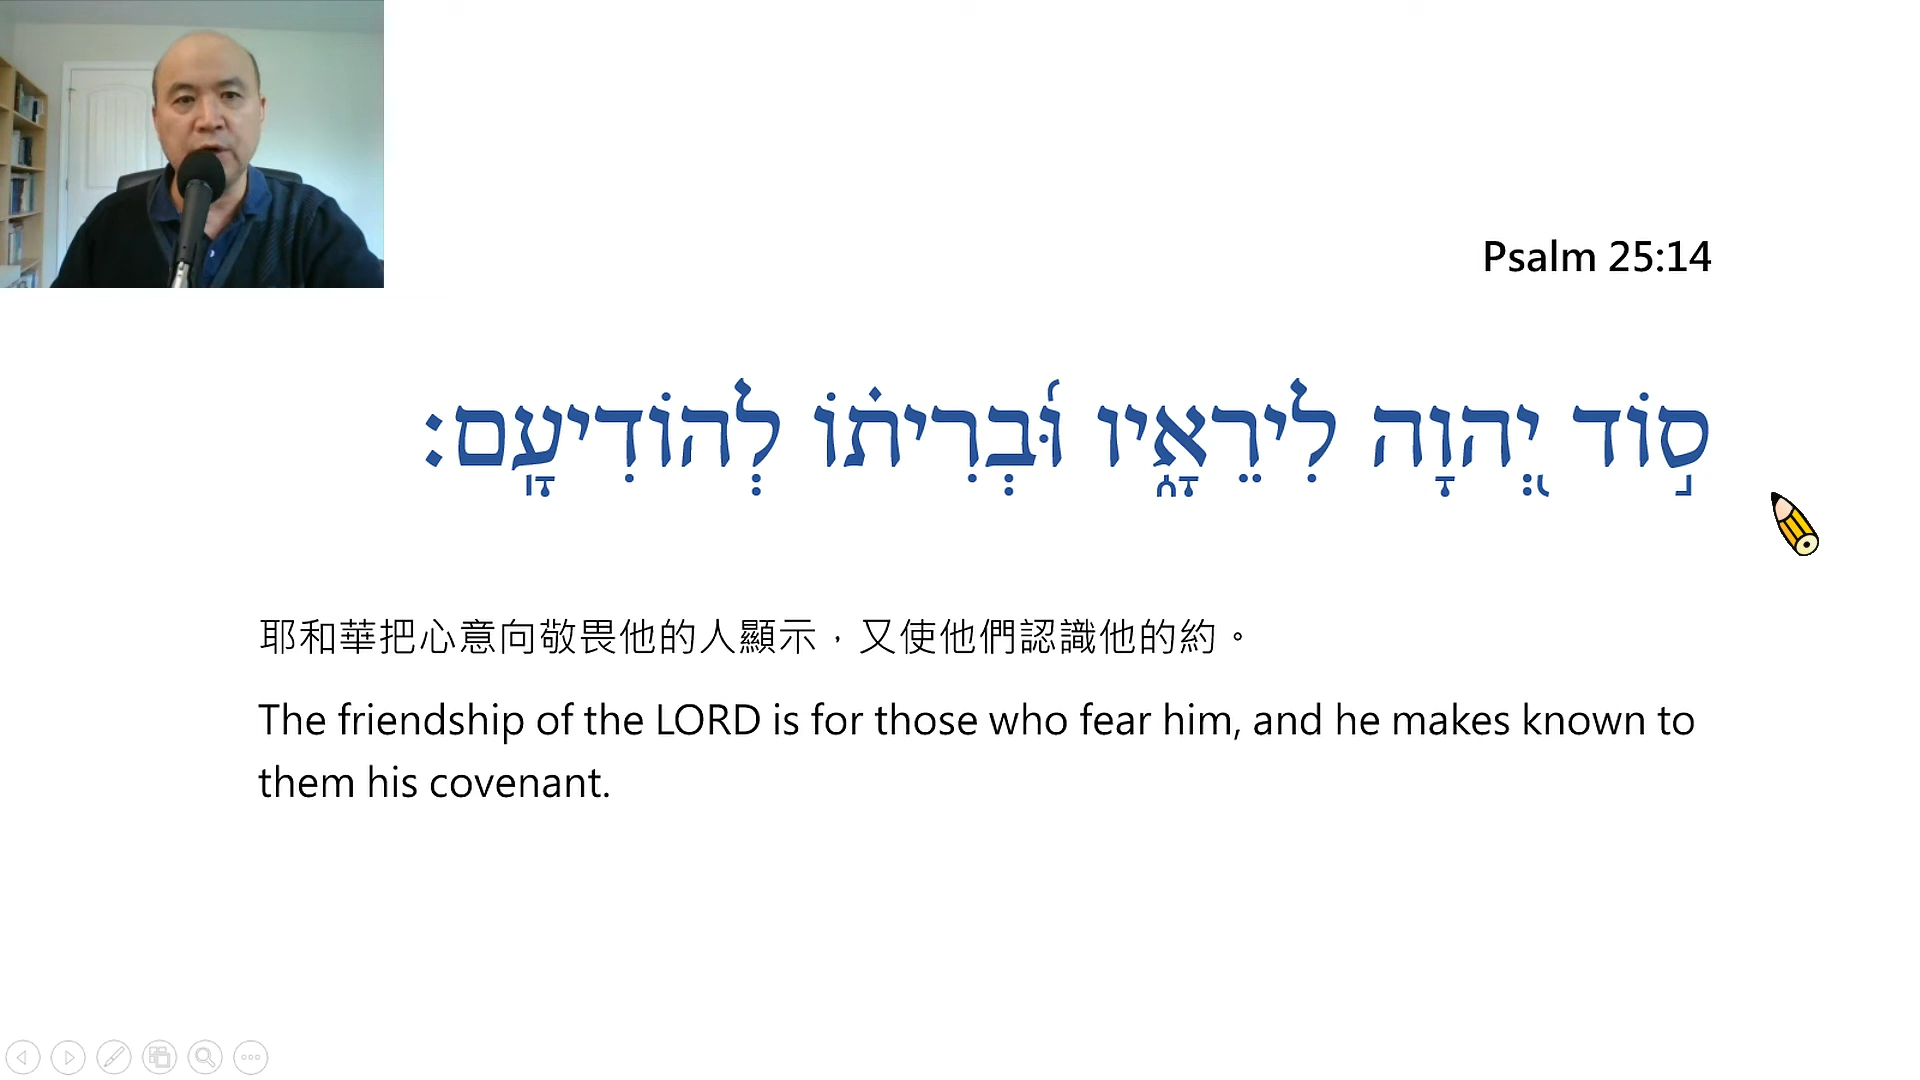 Psalm 25:14
ס֣וֹד יְ֭הוָה לִירֵאָ֑יו וּ֝בְרִית֗וֹ לְהוֹדִיעָֽם׃
耶和華把心意向敬畏他的人顯示，又使他們認識他的約。
The friendship of the LORD is for those who fear him, and he makes known to
them his covenant.